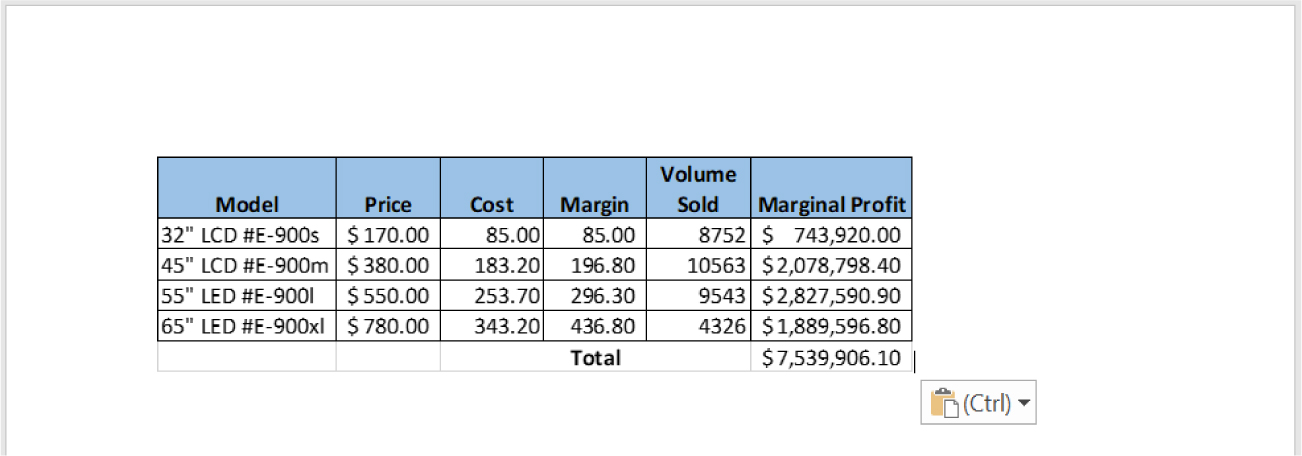 Model Price Cost Margin Volume Sold Marginal Profit
32" LCD #E-900s $ 170.00 85.00 85.00 8752 $ 743,920.00
45" LCD #E-900m $ 380.00 183.20 196.80 10563 $ 2,078,798.40
55" LED #E-900l $ 550.00 253.70 296.30 9543 $ 2,827,590.90
65" LED #E-900xl $ 780.00 343.20 436.80 4326 $ 1,889,596.80
Total $ 7,539,906.10
(Ctrl)